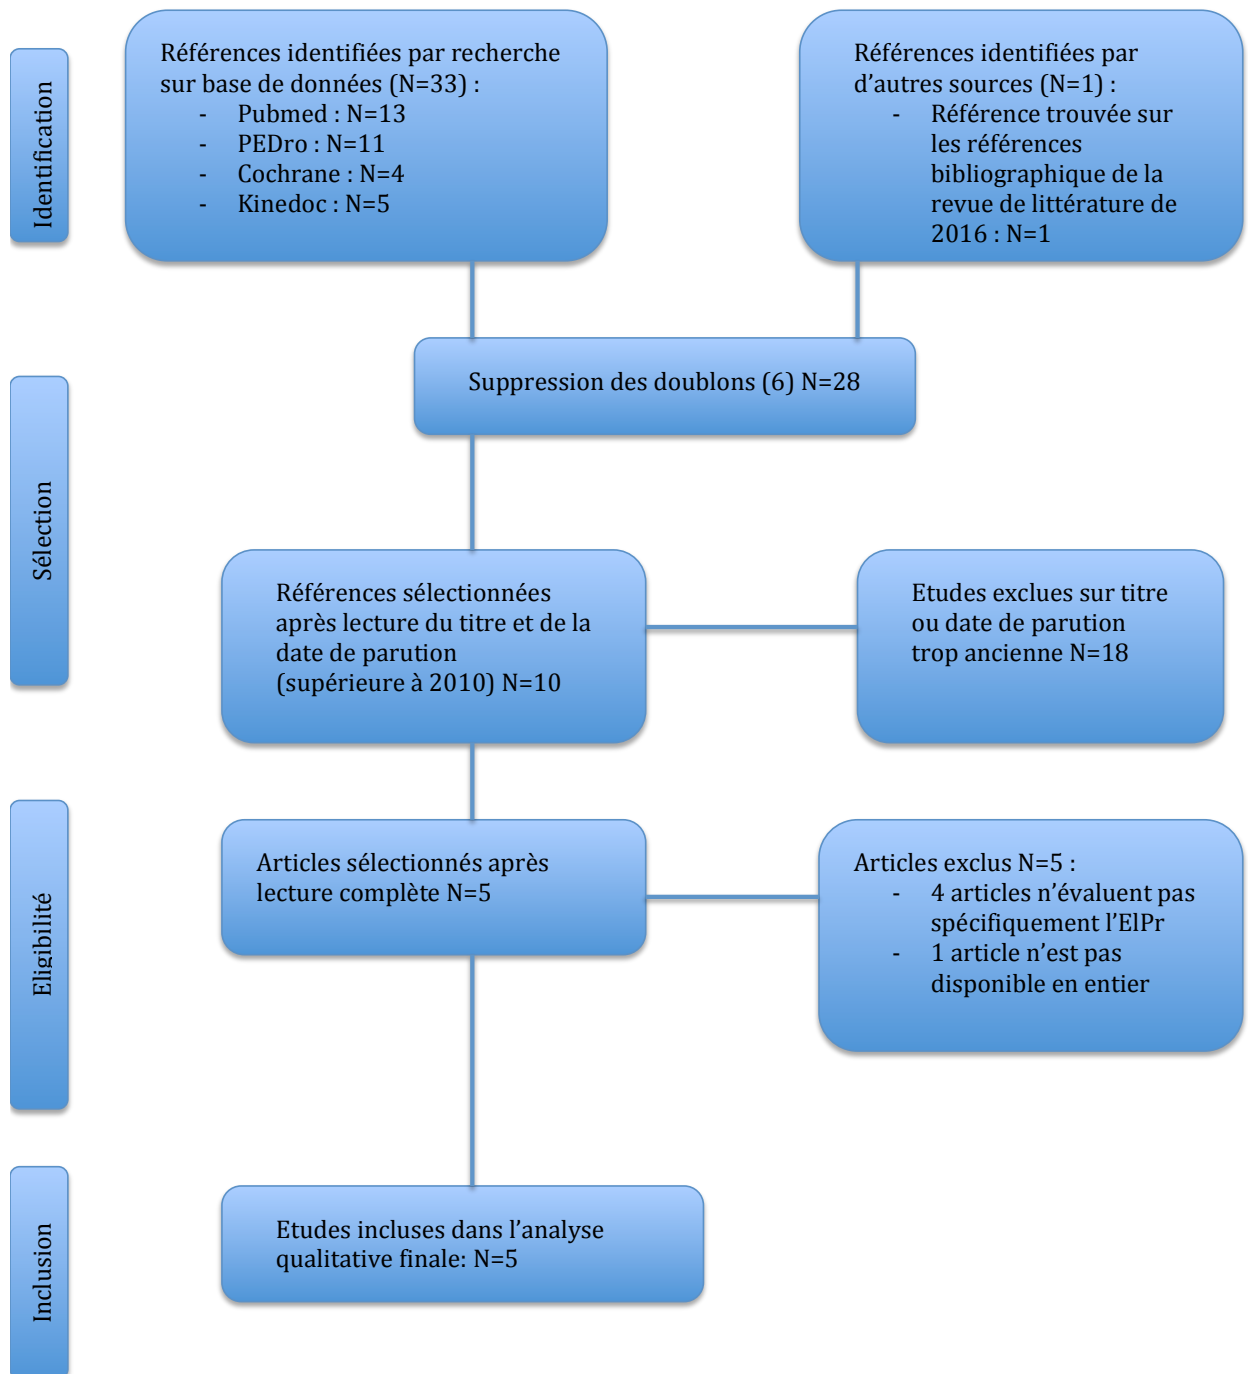 Identification
Références identifiées par recherche
sur base de données (N=33) :
- Pubmed : N=13
- PEDro : N=11
- Cochrane : N=4
- Kinedoc : N=5
Références identifiées par
d’autres sources (N=1) :
- Référence trouvée sur
les références
bibliographique de la
revue de littérature de
2016 : N=1
Suppression des doublons (6) N=28
Sélection
Références sélectionnées
après lecture du titre et de la
date de parution
(supérieure à 2010) N=10
Etudes exclues sur titre
ou date de parution
trop ancienne N=18
Eligibilité
Articles sélectionnés après
lecture complète N=5
Articles exclus N=5 :
- 4 articles n’évaluent pas
spécifiquement l’ElPr
- 1 article n’est pas
disponible en entier
Inclusion
Etudes incluses dans l’analyse
qualitative finale: N=5